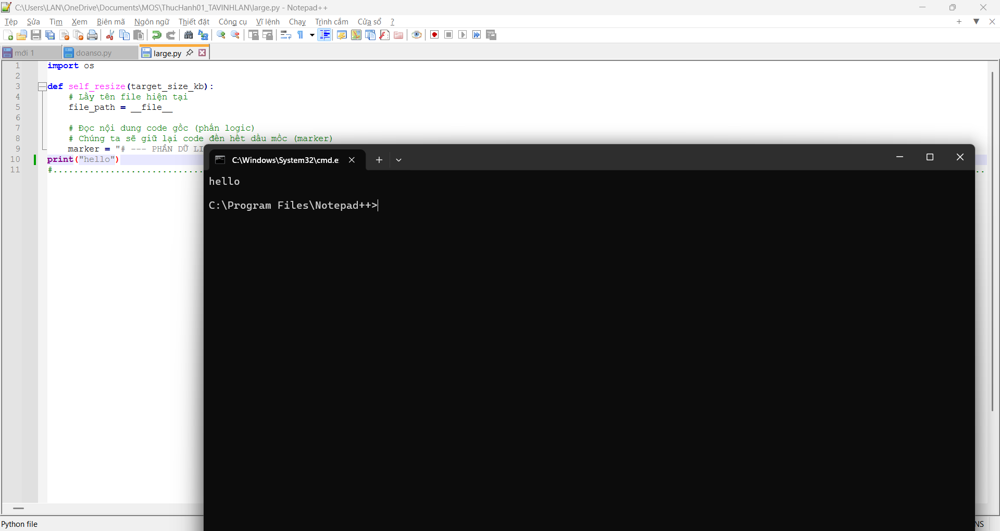 C:\Users\LAN\OneDrive\Documents\MOS\ThucHanh01_TAVINHLAN\large.py - Notepad++
Tệp Sửa Tìm Xem Biên mã Ngôn ngữ Thiết đặt Công cụ Vĩ lệnh Chạy Trình cắm Cửa sổ ?
mới 1 doanso.py large.py
1 import os
2
3 def self_resize(target_size_kb):
4 # Lấy tên file hiện tại
5 file_path = __file__
6
7 # Đọc nội dung code gốc (phần logic)
8 # Chúng ta sẽ giữ lại code đến hết dấu mốc (marker)
9 marker = "# --- PHẦN DỮ LI
10 print("hello")
11 #.............................
C:\Windows\System32\cmd.e
hello
C:\Program Files\Notepad++>
Python file
NS